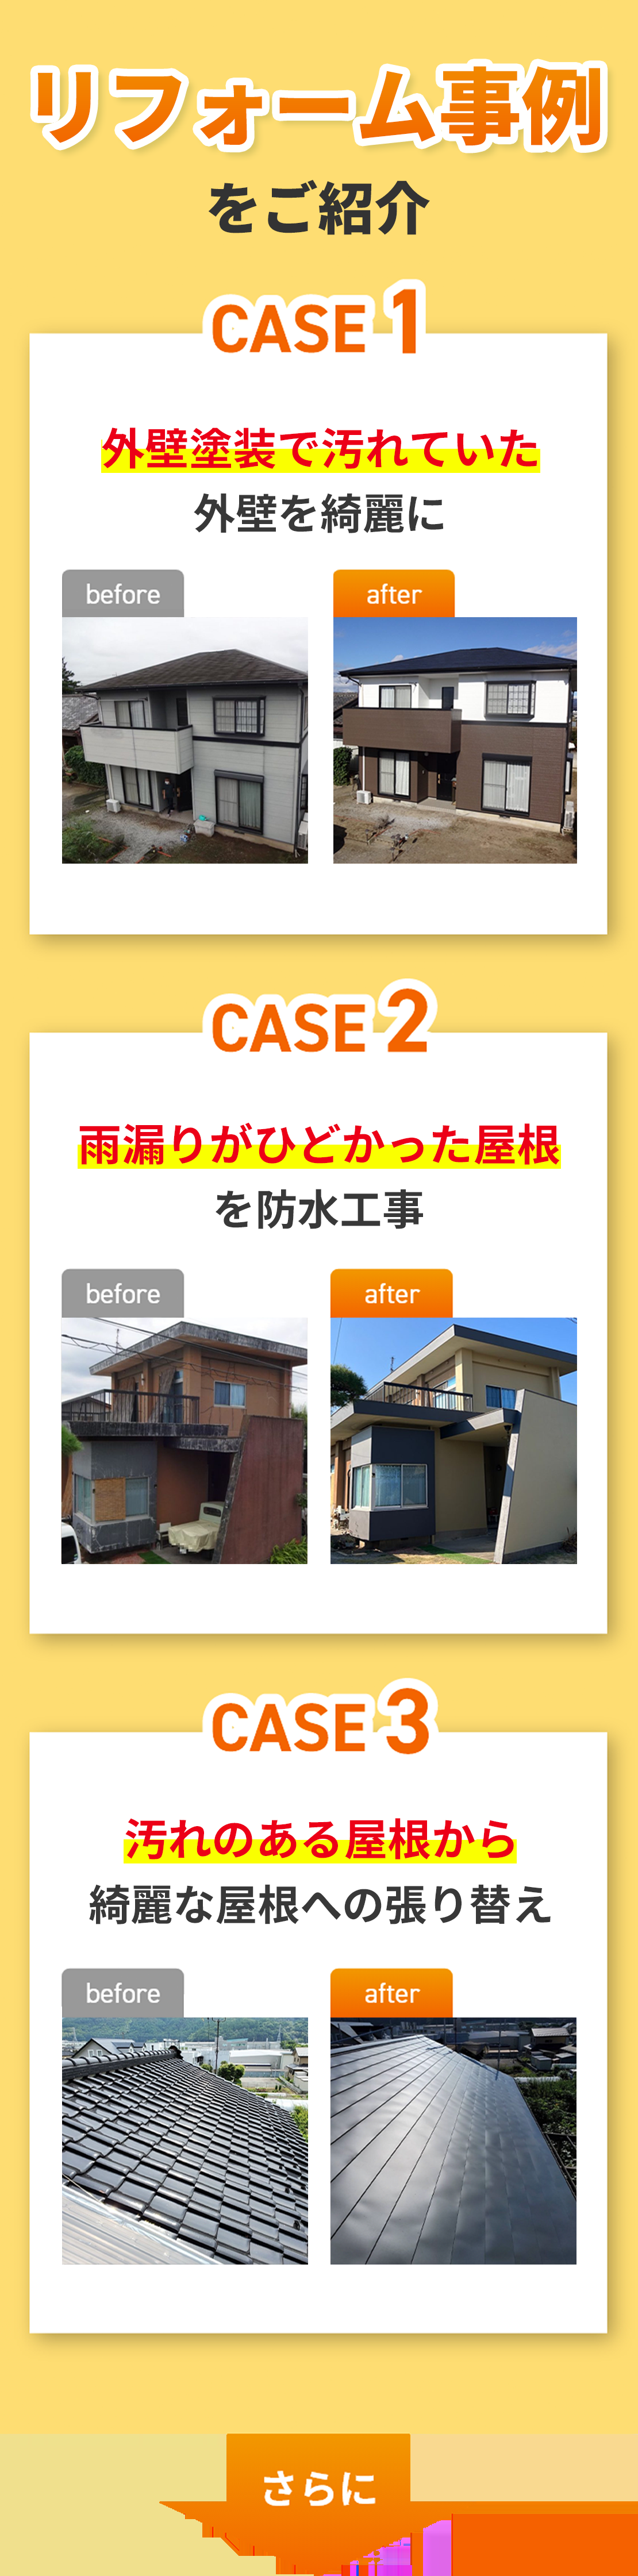 リフォーム事例
をご紹介
CASE 1
外壁塗装で汚れていた
外壁を綺麗に
before
after
CASE 2
雨漏りがひどかった屋根
を防水工事
before
after
CASE 3
汚れのある屋根から
綺麗な屋根への張り替え
before
after
さらに